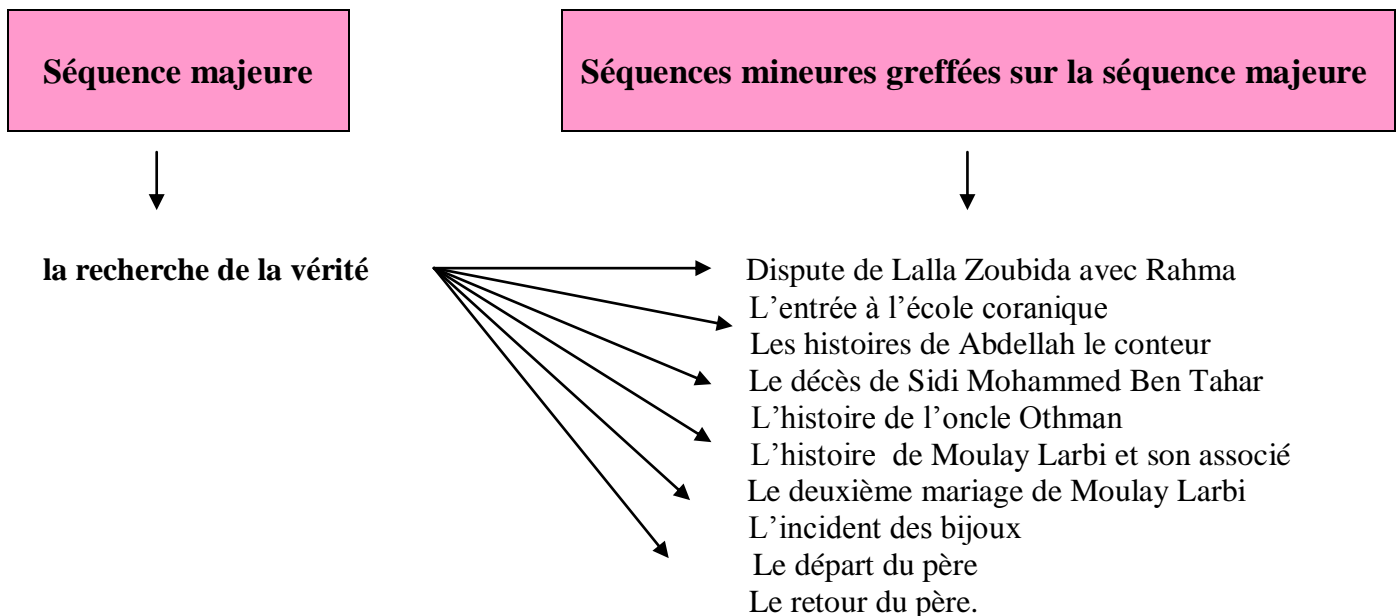 Séquence majeure
Séquences mineures greffées sur la séquence majeure
la recherche de la vérité
Dispute de Lalla Zoubida avec Rahma
L’entrée à l’école coranique
Les histoires de Abdellah le conteur
Le décès de Sidi Mohammed Ben Tahar
L’histoire de l’oncle Othman
L’histoire de Moulay Larbi et son associé
Le deuxième mariage de Moulay Larbi
L’incident des bijoux
Le départ du père
Le retour du père.